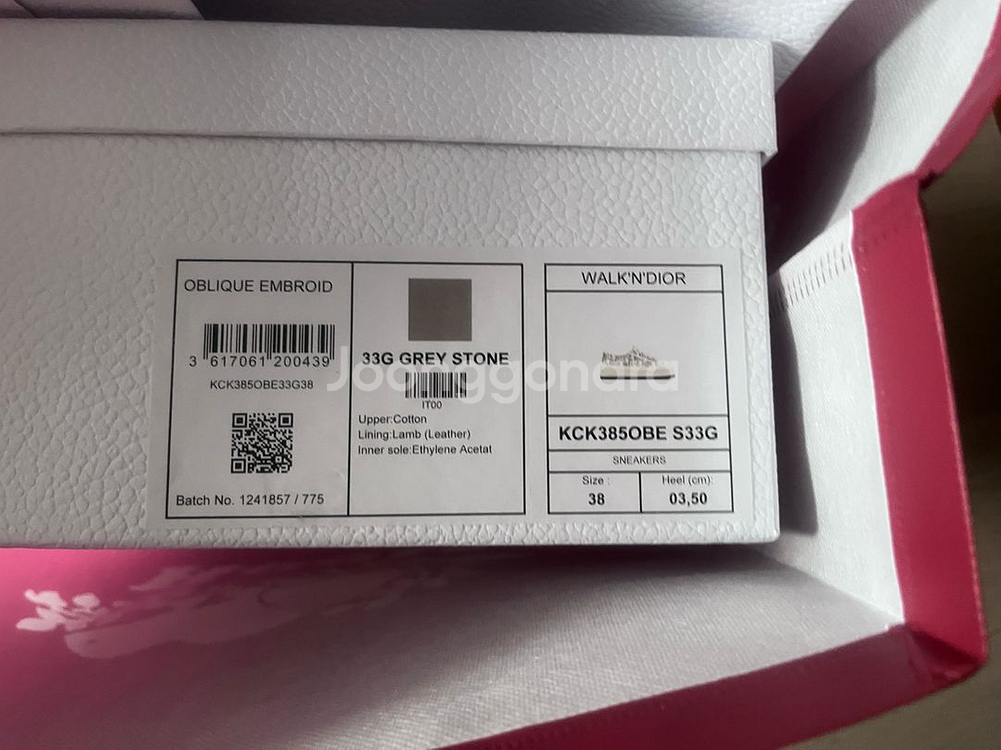 OBLIQUE EMBROID
3 617061 200439
KCK385OBE33G38
Batch No. 1241857 / 775
33G GREY STONE
IT00
Upper:Cotton
Lining:Lamb (Leather)
Inner sole:Ethylene Acetat
WALK'N'DIOR
KCK385OBE S33G
SNEAKERS
Size :
38
Heel (cm):
03,50
Joonggonara